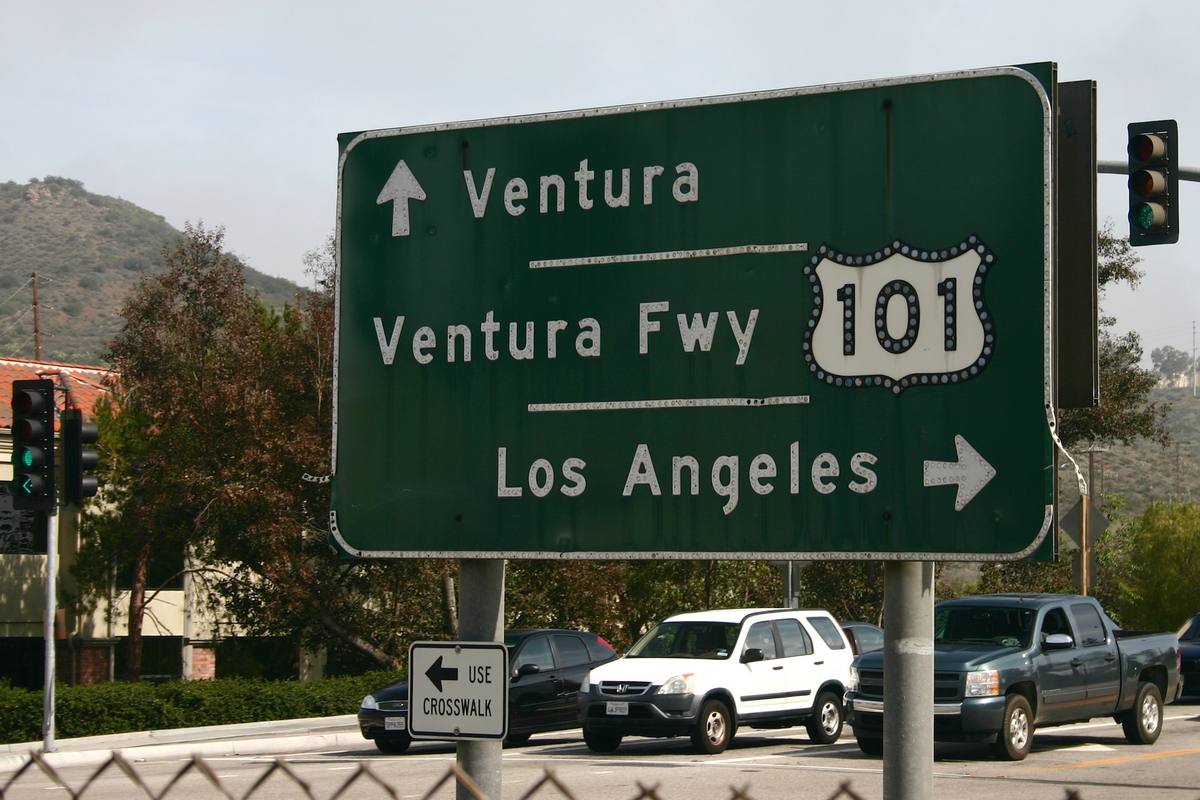 Ventura
Ventura Fwy
101
Los Angeles
USE
CROSSWALK